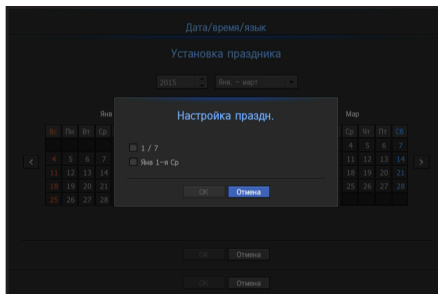 Дата/время/язык
Установка праздника
2015 Янв. – март
Янв Мар
Вс Пн Вт Ср Ср Чт Пт Сб
4 5 6 7
4 5 6 7 11 12 13 14
11 12 13 14 18 19 20 21
18 19 20 21 25 26 27 28
25 26 27 28
Настройка праздн.
1 / 7
Янв 1-я Ср
OK Отмена
OK Отмена
OK Отмена